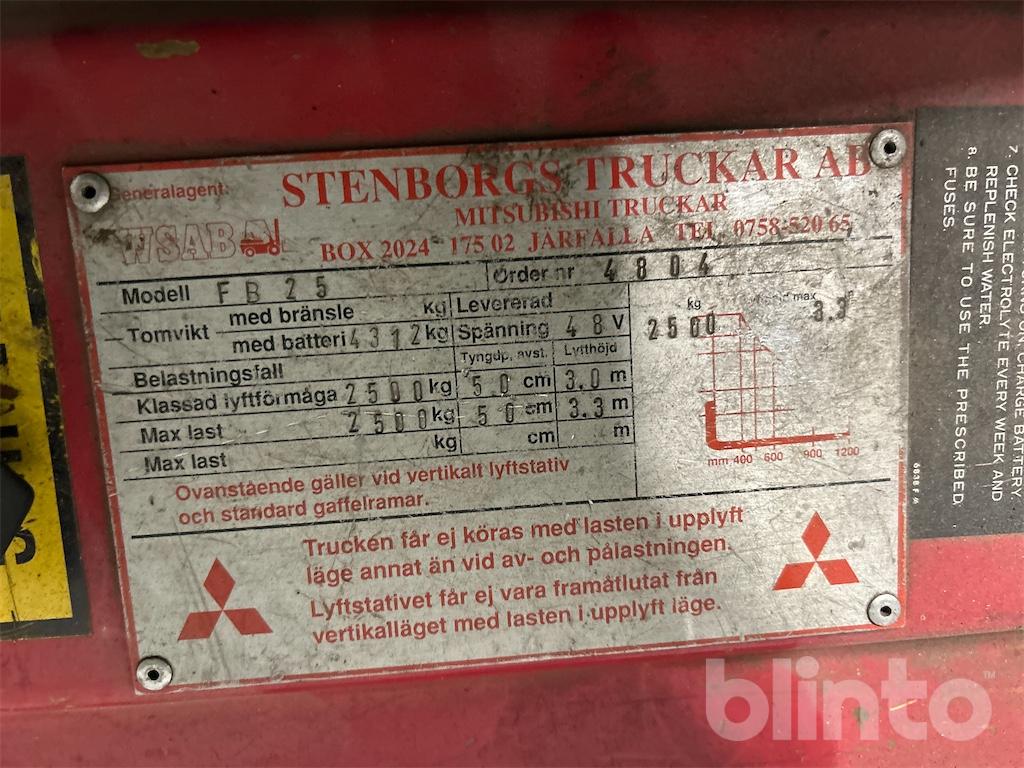 Generalagent:
STENBORGS TRUCKAR AB
WSAB
MITSUBISHI TRUCKAR
BOX 2024 175 02 JÄRFÄLLA TEL 0758-520 65
Modell FB25 Order nr 4804
Tomvikt med bränsle kg Levererad
med batteri 4312 kg Spänning 48 V
Belastningsfall Tyngdp. avst. Lyfthöjd
Klassad lyftförmåga 2500 kg 50 cm 3.0 m
Max last 2500 kg 50 cm 3.3 m
Max last kg cm m
kg max 3.3
2500
mm 400 600 900 1200
Ovanstående gäller vid vertikalt lyftstativ
och standard gaffelramar.
Trucken får ej köras med lasten i upplyft
läge annat än vid av- och pålastningen.
Lyftstativet får ej vara framåtlutat från
vertikalläget med lasten i upplyft läge.
ON, CHARGE BATTERY.
7. CHECK ELECTROLYTE EVERY WEEK AND
REPLENISH WATER.
8. BE SURE TO USE THE PRESCRIBED
FUSES.
blinto